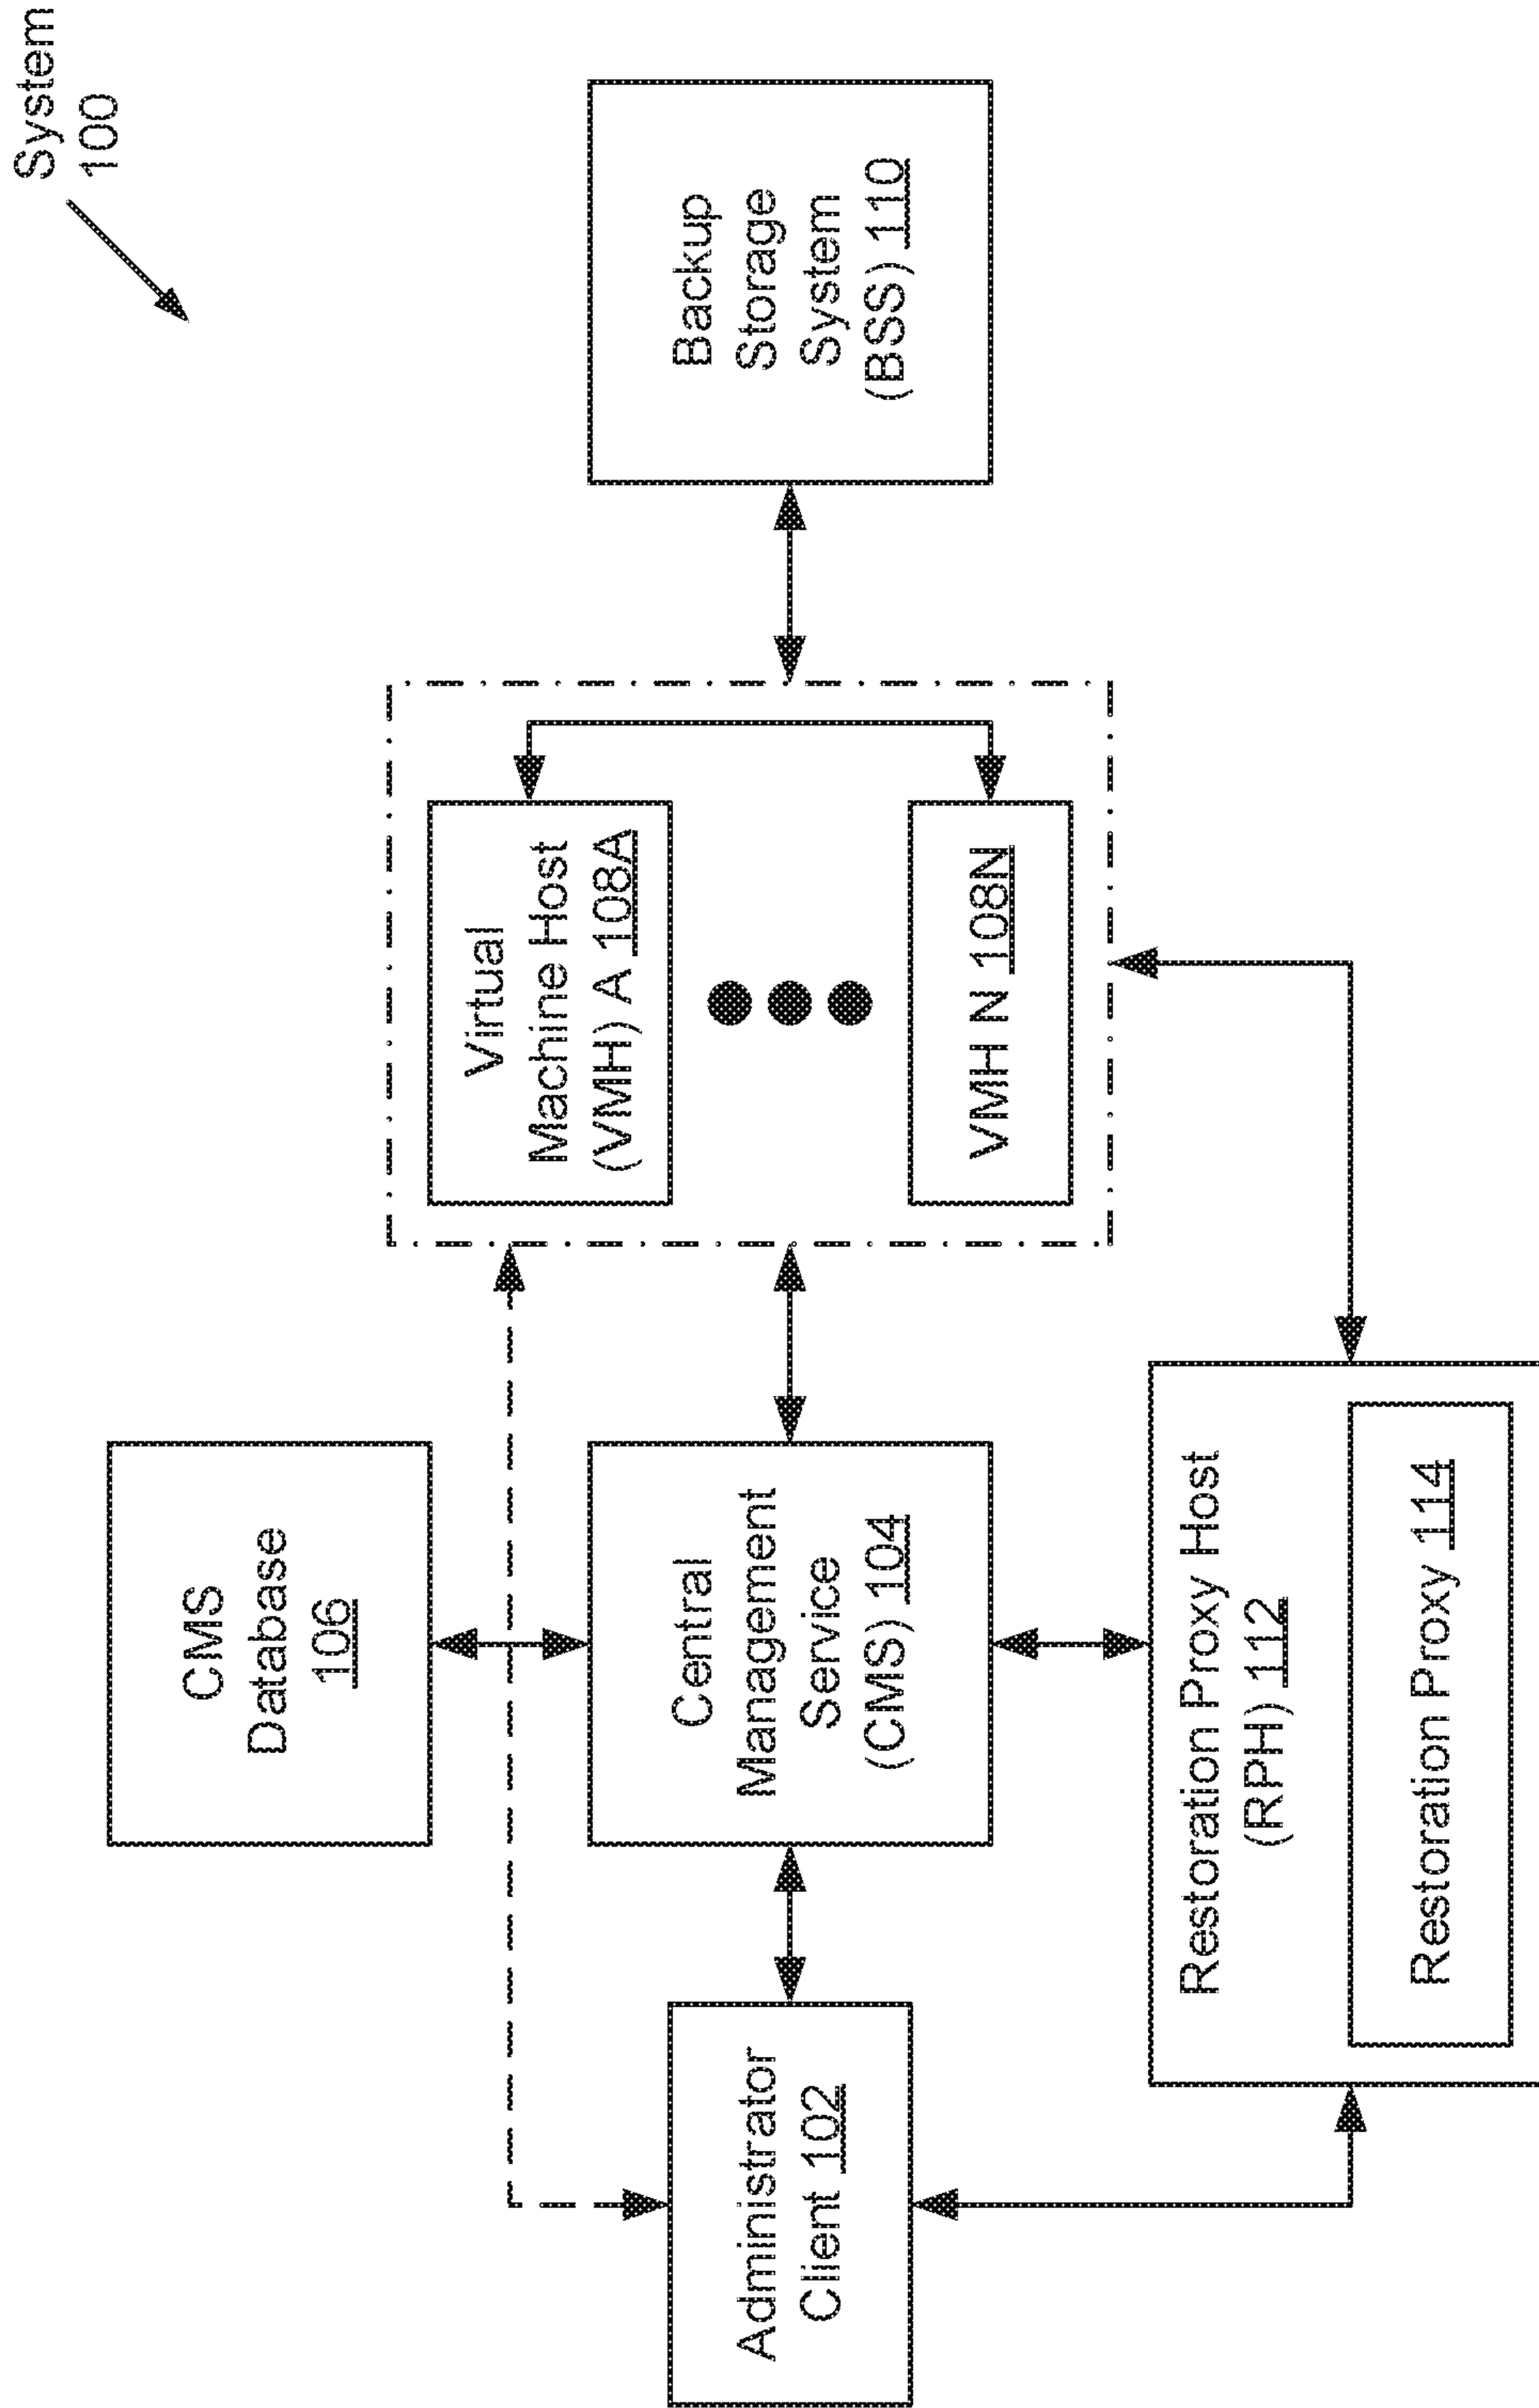 System
100
CMS
Database
106
Administrator
Client 102
Central
Management
Service
(CMS) 104
Virtual
Machine Host
(VMH) A 108A
VMH N 108N
Backup
Storage
System
(BSS) 110
Restoration Proxy Host
(RPH) 112
Restoration Proxy 114